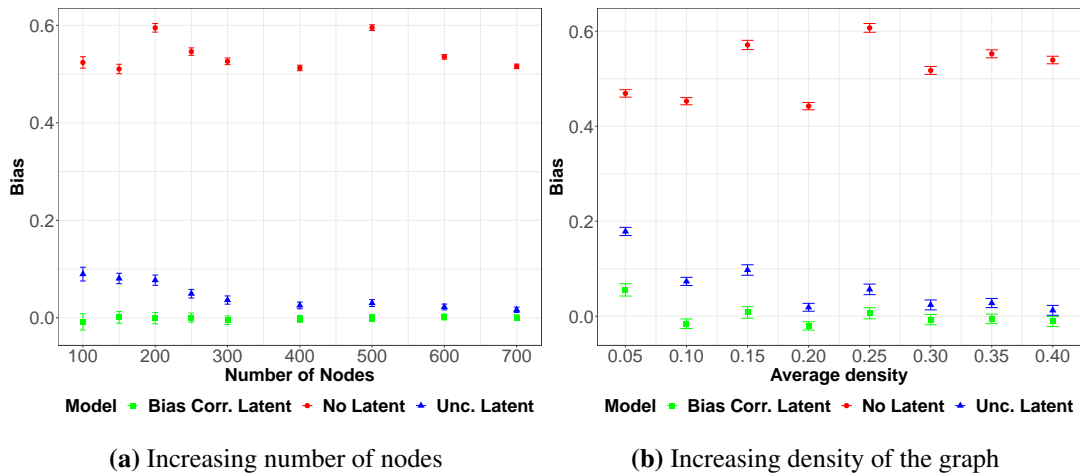 0.6
0.4
0.2
0.0
Bias
100 200 300 400 500 600 700
Number of Nodes
Model Bias Corr. Latent No Latent Unc. Latent
(a) Increasing number of nodes
0.6
0.4
0.2
0.0
Bias
0.05 0.10 0.15 0.20 0.25 0.30 0.35 0.40
Average density
Model Bias Corr. Latent No Latent Unc. Latent
(b) Increasing density of the graph